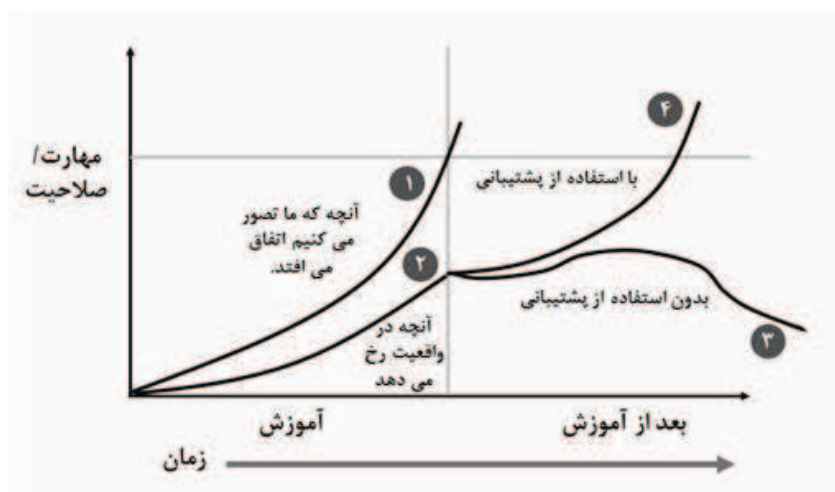 ۴
مهارت/
صلاحیت
۱
با استفاده از پشتیبانی
آنچه که ما تصور
می کنیم اتفاق
می افتد.
۲
بدون استفاده از پشتیبانی
آنچه در
واقعیت رخ
می دهد
۳
آموزش
بعد از آموزش
زمان